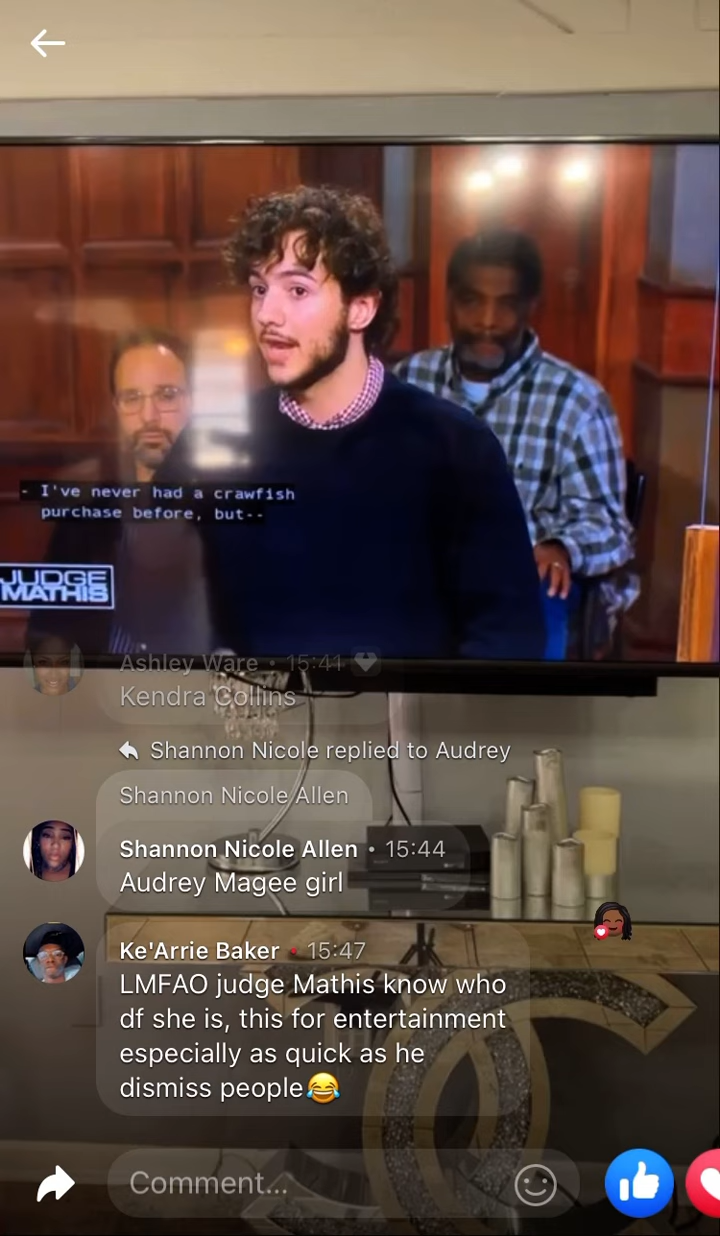 - I've never had a crawfish
purchase before, but--
JUDGE
MATHIS
Ashley Ware • 15:41
Kendra Collins
Shannon Nicole replied to Audrey
Shannon Nicole Allen
Shannon Nicole Allen • 15:44
Audrey Magee girl
Ke'Arrie Baker • 15:47
LMFAO judge Mathis know who
df she is, this for entertainment
especially as quick as he
dismiss people😂
Comment...